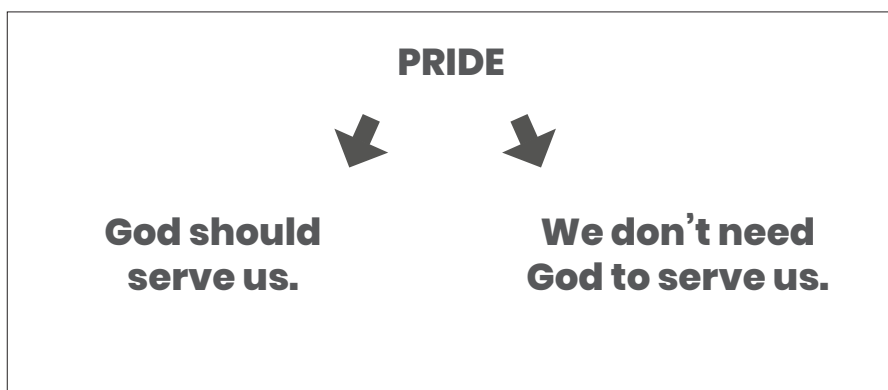 PRIDE
God should
serve us.
We don’t need
God to serve us.